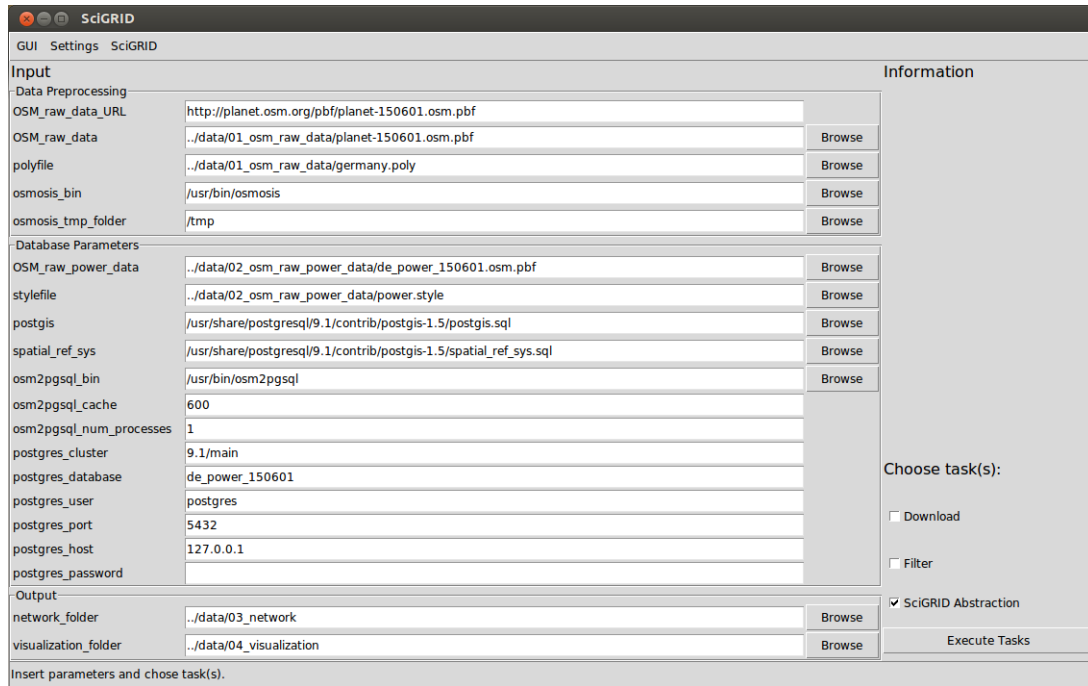 SciGRID
GUI Settings SciGRID
Input
Data Preprocessing
OSM_raw_data_URL http://planet.osm.org/pbf/planet-150601.osm.pbf
OSM_raw_data ../data/01_osm_raw_data/planet-150601.osm.pbf Browse
polyfile ../data/01_osm_raw_data/germany.poly Browse
osmosis_bin /usr/bin/osmosis Browse
osmosis_tmp_folder /tmp Browse
Database Parameters
OSM_raw_power_data ../data/02_osm_raw_power_data/de_power_150601.osm.pbf Browse
stylefile ../data/02_osm_raw_power_data/power.style Browse
postgis /usr/share/postgresql/9.1/contrib/postgis-1.5/postgis.sql Browse
spatial_ref_sys /usr/share/postgresql/9.1/contrib/postgis-1.5/spatial_ref_sys.sql Browse
osm2pgsql_bin /usr/bin/osm2pgsql Browse
osm2pgsql_cache 600
osm2pgsql_num_processes 1
postgres_cluster 9.1/main
postgres_database de_power_150601
postgres_user postgres
postgres_port 5432
postgres_host 127.0.0.1
postgres_password
Output
network_folder ../data/03_network Browse
visualization_folder ../data/04_visualization Browse
Information
Choose task(s):
Download
Filter
SciGRID Abstraction
Execute Tasks
Insert parameters and chose task(s).